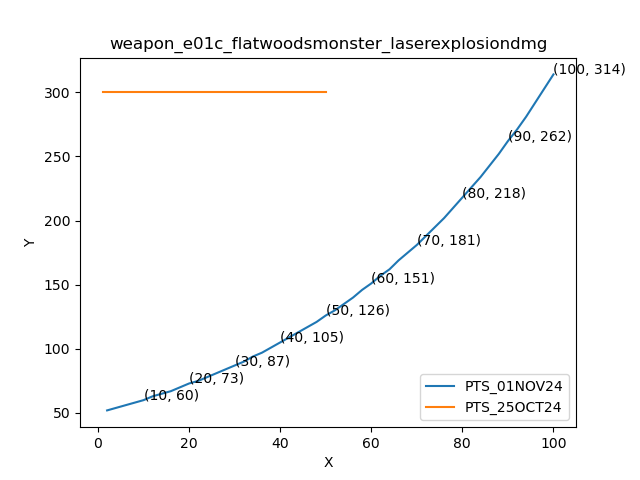 weapon_e01c_flatwoodsmonster_laserexplosiondmg
(100, 314)
300
(90, 262)
250
(80, 218)
200
(70, 181)
Y
(60, 151)
150
(50, 126)
(40, 105)
100
(30, 87)
(20, 73)
(10, 60)
50
PTS_01NOV24
PTS_25OCT24
0 20 40 60 80 100
X